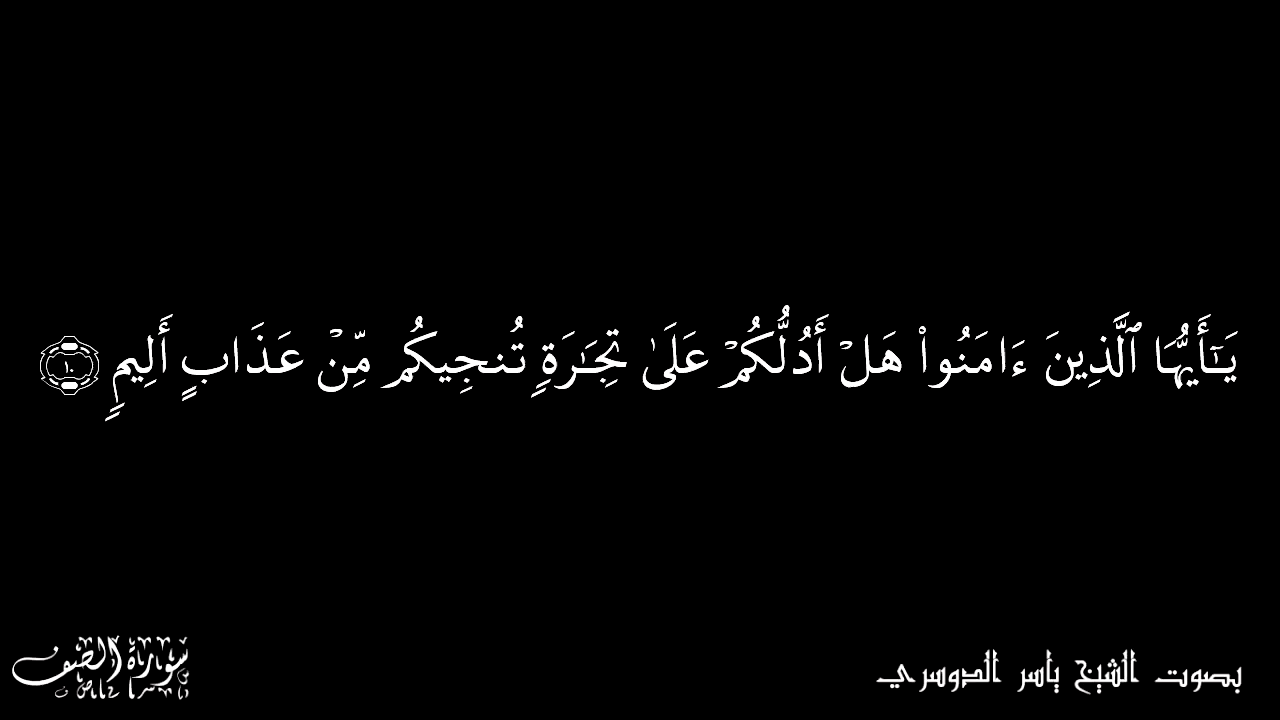 يَـٰٓأَيُّهَا ٱلَّذِينَ ءَامَنُوا۟ هَلْ أَدُلُّكُمْ عَلَىٰ تِجَـٰرَةٍ تُنجِيكُم مِّنْ عَذَابٍ أَلِيمٍ ١٠
بصوت الشيخ ياسر الدوسري
سورة الصف